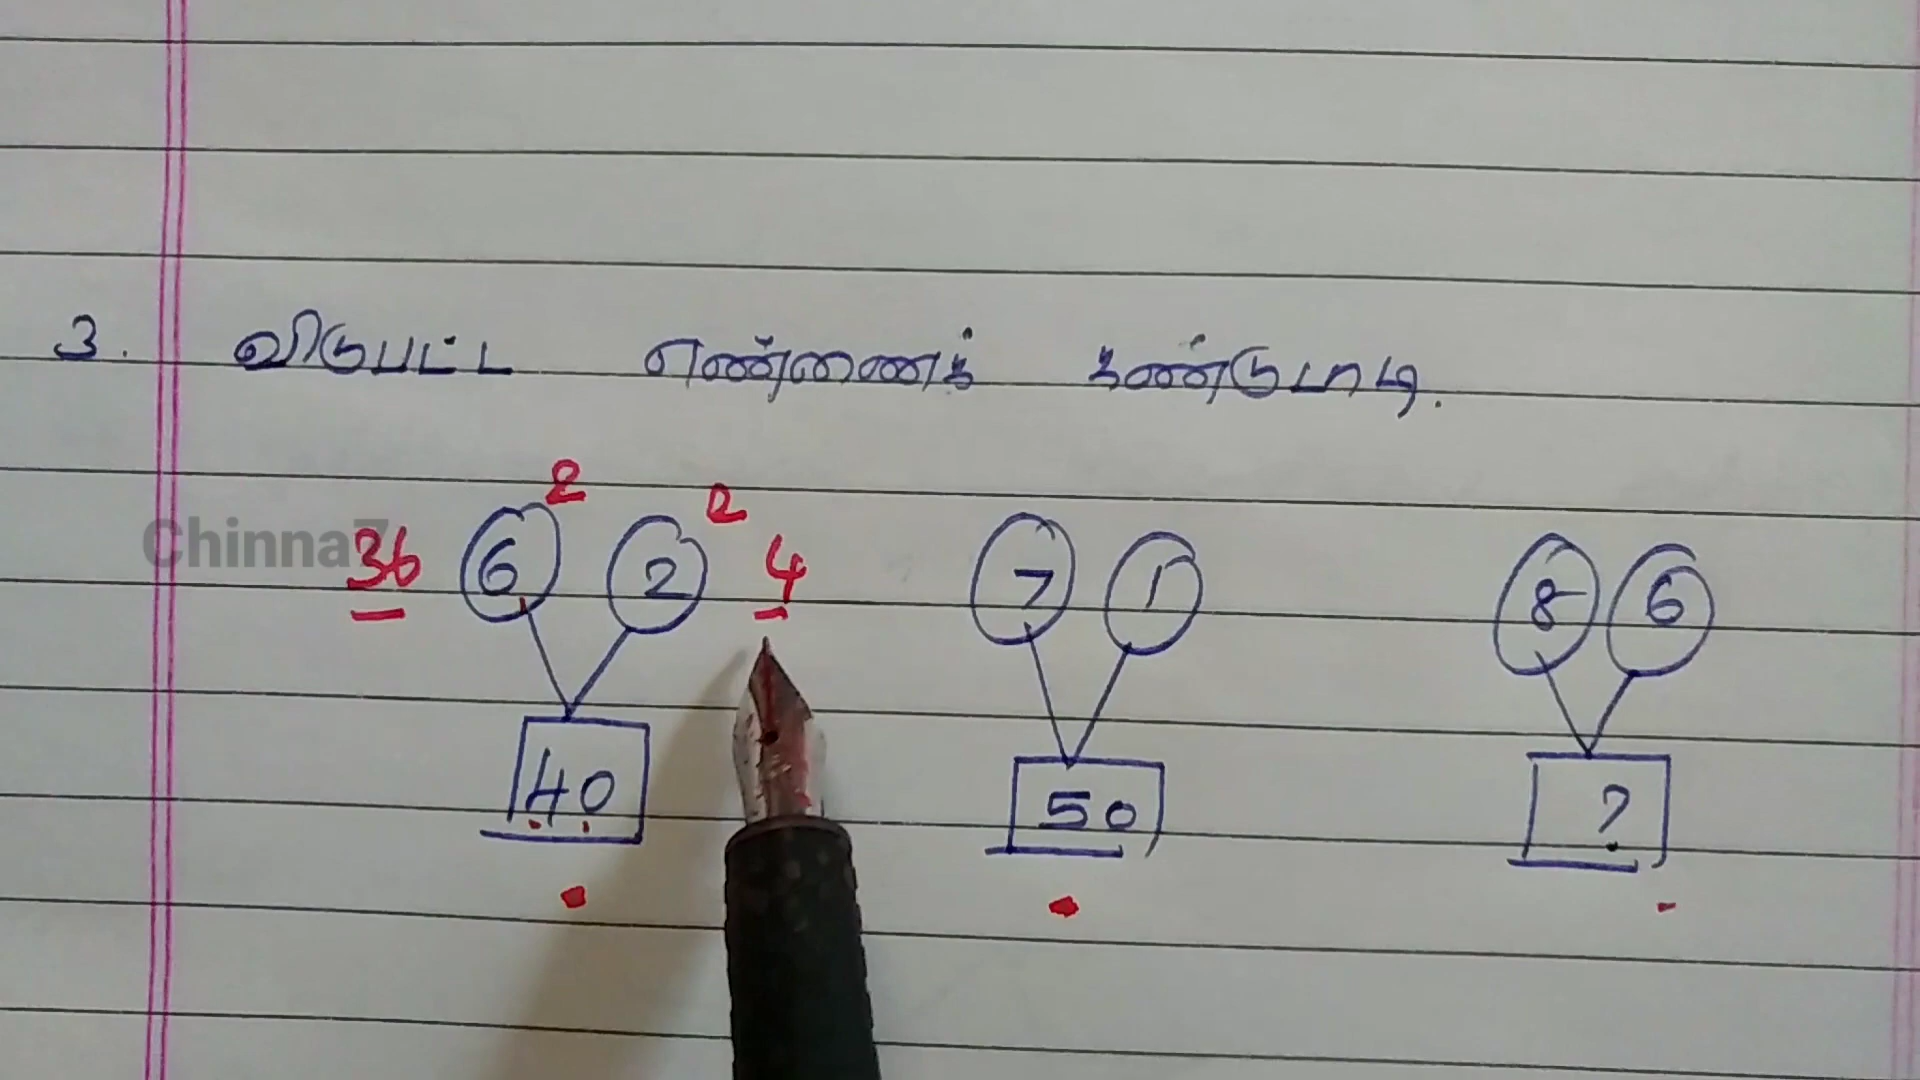 3. விடுபட்ட எண்ணைக் கண்டுபிடி.
2 2
Chinna7
36 6 2 4 7 1 8 6
40 50 ?